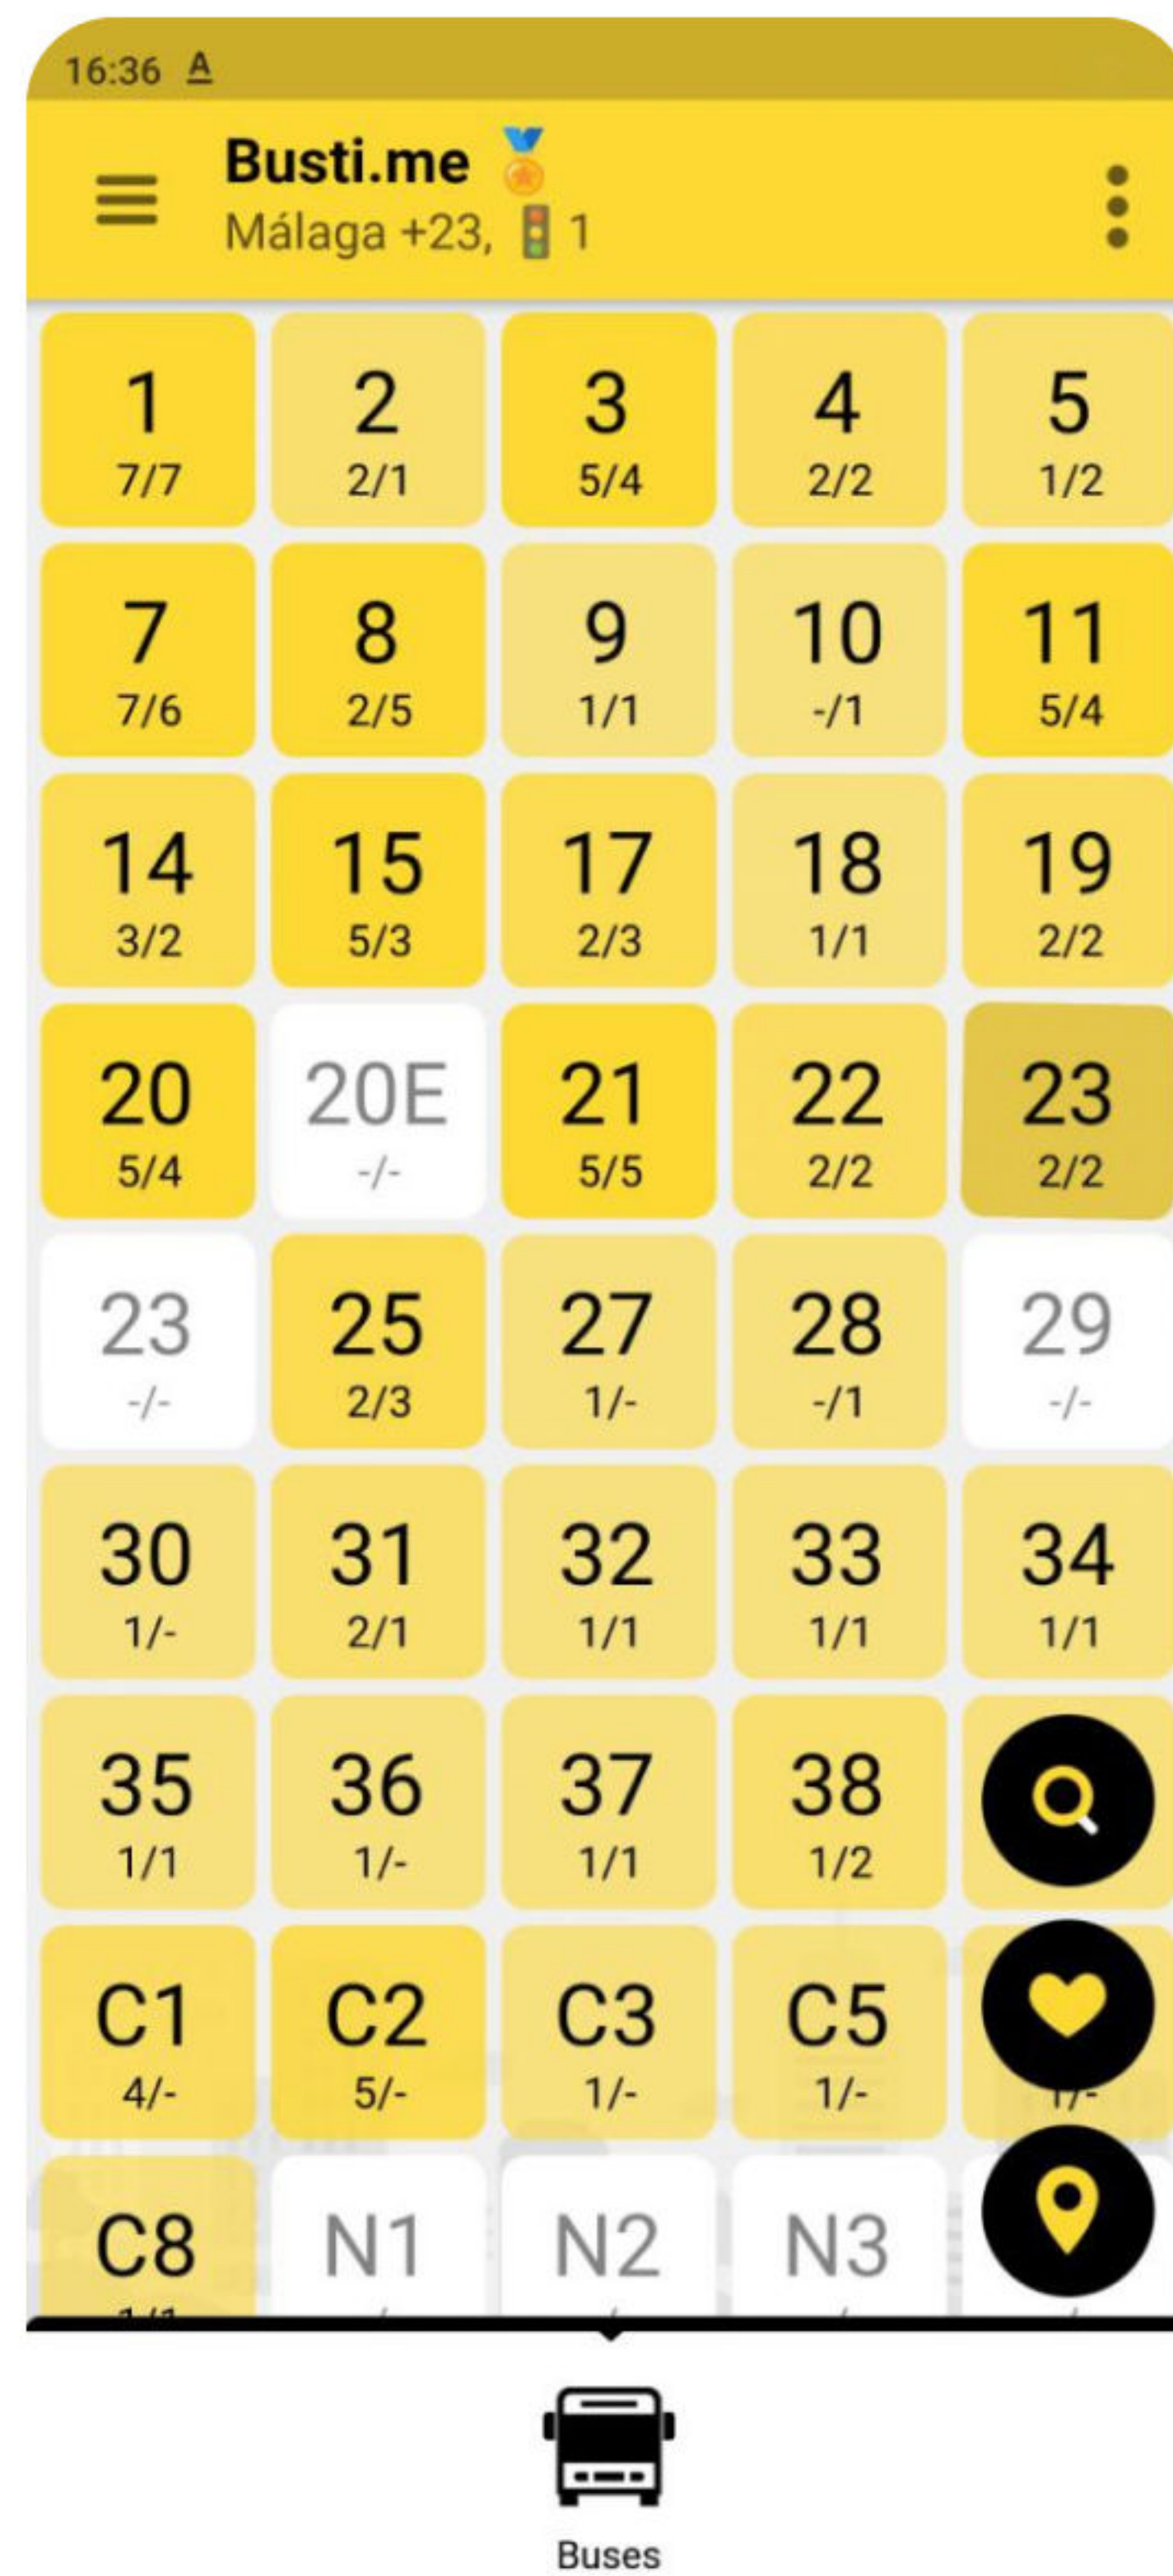 16:36 A
Busti.me
Málaga +23, 1
1 2 3 4 5
7/7 2/1 5/4 2/2 1/2
7 8 9 10 11
7/6 2/5 1/1 -/1 5/4
14 15 17 18 19
3/2 5/3 2/3 1/1 2/2
20 20E 21 22 23
5/4 -/- 5/5 2/2 2/2
23 25 27 28 29
-/- 2/3 1/- -/1 -/-
30 31 32 33 34
1/- 2/1 1/1 1/1 1/1
35 36 37 38
1/1 1/- 1/1 1/2
C1 C2 C3 C5
4/- 5/- 1/- 1/- 1/-
C8 N1 N2 N3
Buses